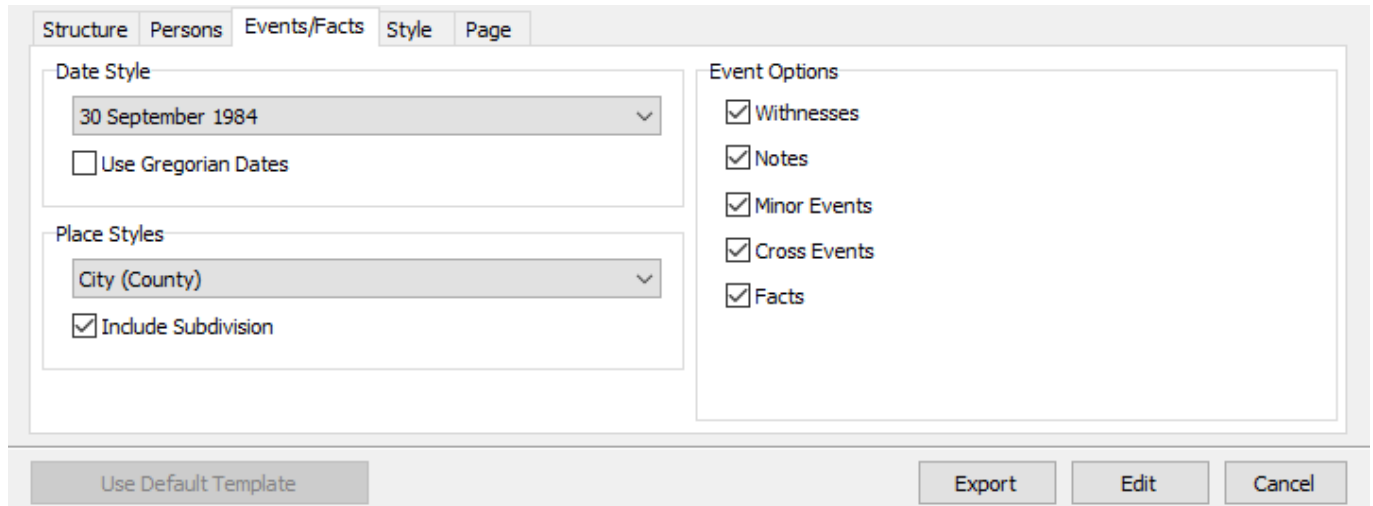 Structure Persons Events/Facts Style Page
Date Style
30 September 1984
Use Gregorian Dates
Place Styles
City (County)
Include Subdivision
Event Options
Withnesses
Notes
Minor Events
Cross Events
Facts
Use Default Template Export Edit Cancel